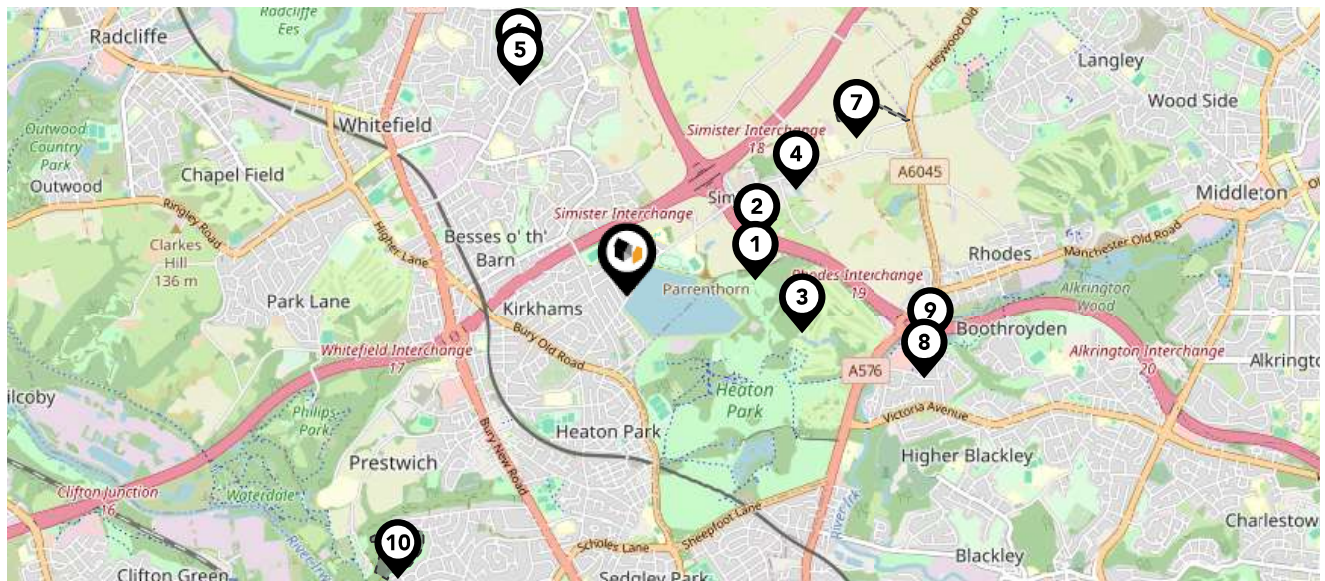 Radcliffe
Radcliffe
Ees
5
Heywood Old
Langley
Wood Side
7
Whitefield
Simister Interchange
18
4
Outwood
Country
Park
Outwood
Chapel Field
A6045
Middleton
2
Ringley Road
Simister Interchange
Besses o' th'
Barn
Higher Lane
Clarkes
Hill
136 m
1
Rhodes
Manchester Old Road
Rhodes Interchange
19
Parrenthorn
3
Park Lane
Kirkhams
Alkrington
Wood
9
8
Boothroyden
Bury Old Road
Whitefield Interchange
17
Alkrington Interchange
20
A576
Heaton
Park
Philips
Park
Victoria Avenue
Heaton Park
Bury New Road
Prestwich
Higher Blackley
Clifton Junction
16
Waterdale
River Irk
Sheepfoot Lane
Scholes Lane
10
Blackley
Clifton Green
Sedgley Park